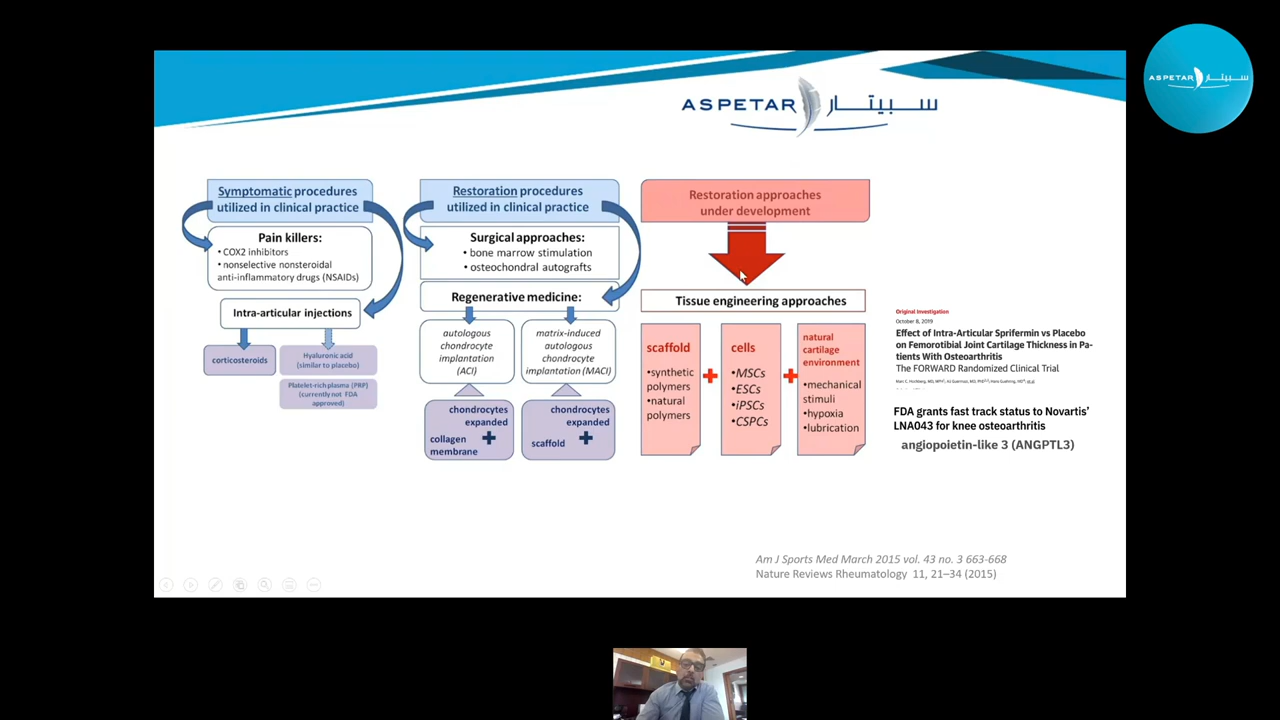 ASPETAR سبيتار
ASPETAR سبيتار
Symptomatic procedures
utilized in clinical practice
Pain killers:
• COX2 inhibitors
• nonselective nonsteroidal
anti-inflammatory drugs (NSAIDs)
Intra-articular injections
corticosteroids
Hyaluronic acid
(similar to placebo)
Platelet-rich plasma (PRP)
(currently not FDA
approved)
Restoration procedures
utilized in clinical practice
Surgical approaches:
• bone marrow stimulation
• osteochondral autografts
Regenerative medicine:
autologous
chondrocyte
implantation
(ACI)
matrix-induced
autologous
chondrocyte
implantation (MACI)
chondrocytes
expanded
collagen
membrane
chondrocytes
expanded
scaffold
Restoration approaches
under development
Tissue engineering approaches
scaffold
•synthetic
polymers
•natural
polymers
cells
•MSCs
•ESCs
•iPSCs
•CSPCs
natural
cartilage
environment
•mechanical
stimuli
•hypoxia
•lubrication
Original Investigation
October 8, 2019
Effect of Intra-Articular Sprifermin vs Placebo
on Femorotibial Joint Cartilage Thickness in Pa-
tients With Osteoarthritis
The FORWARD Randomized Clinical Trial
FDA grants fast track status to Novartis'
LNA043 for knee osteoarthritis
angiopoietin-like 3 (ANGPTL3)
Am J Sports Med March 2015 vol. 43 no. 3 663-668
Nature Reviews Rheumatology 11, 21–34 (2015)